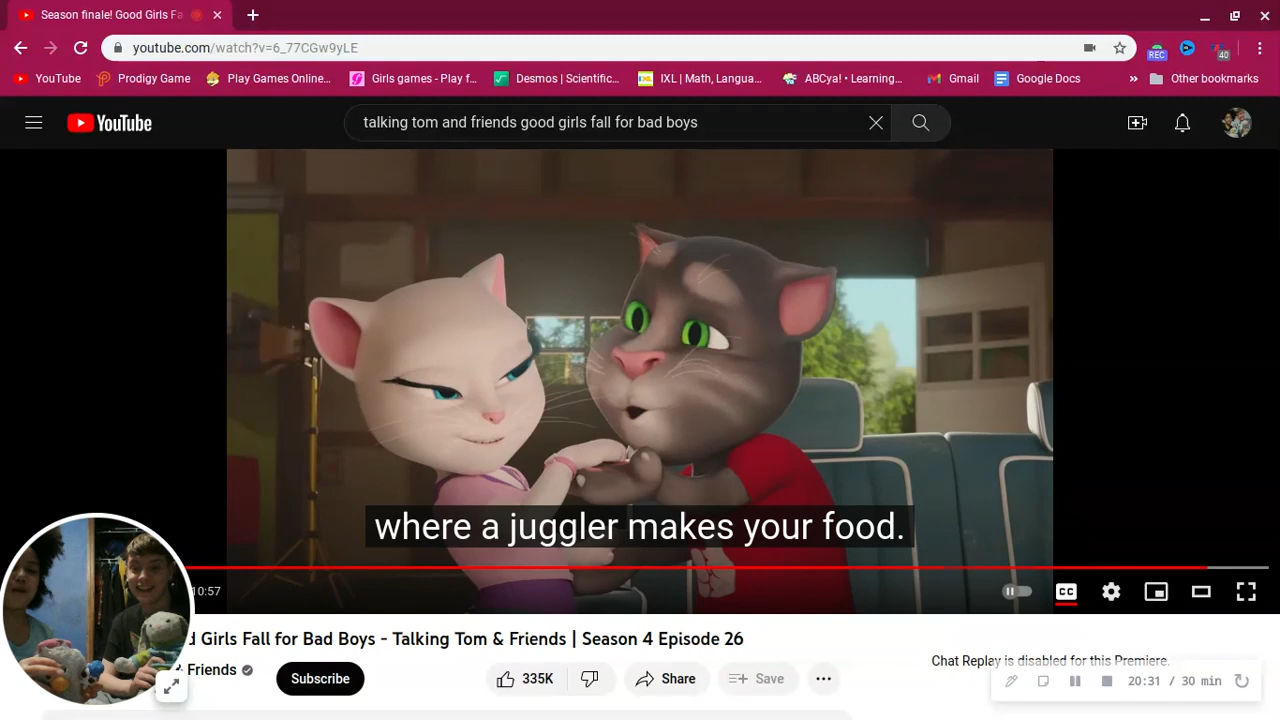 Season finale! Good Girls Fa
youtube.com/watch?v=6_77CGw9yLE
REC
40
YouTube
Prodigy Game
Play Games Online...
Girls games - Play f...
Desmos | Scientific...
IXL | Math, Langua...
ABCya! • Learning...
Gmail
Google Docs
»
Other bookmarks
YouTube
talking tom and friends good girls fall for bad boys
where a juggler makes your food.
10:57
CC
d Girls Fall for Bad Boys - Talking Tom & Friends | Season 4 Episode 26
& Friends
Subscribe
335K
Share
Save
Chat Replay is disabled for this Premiere.
20:31 / 30 min